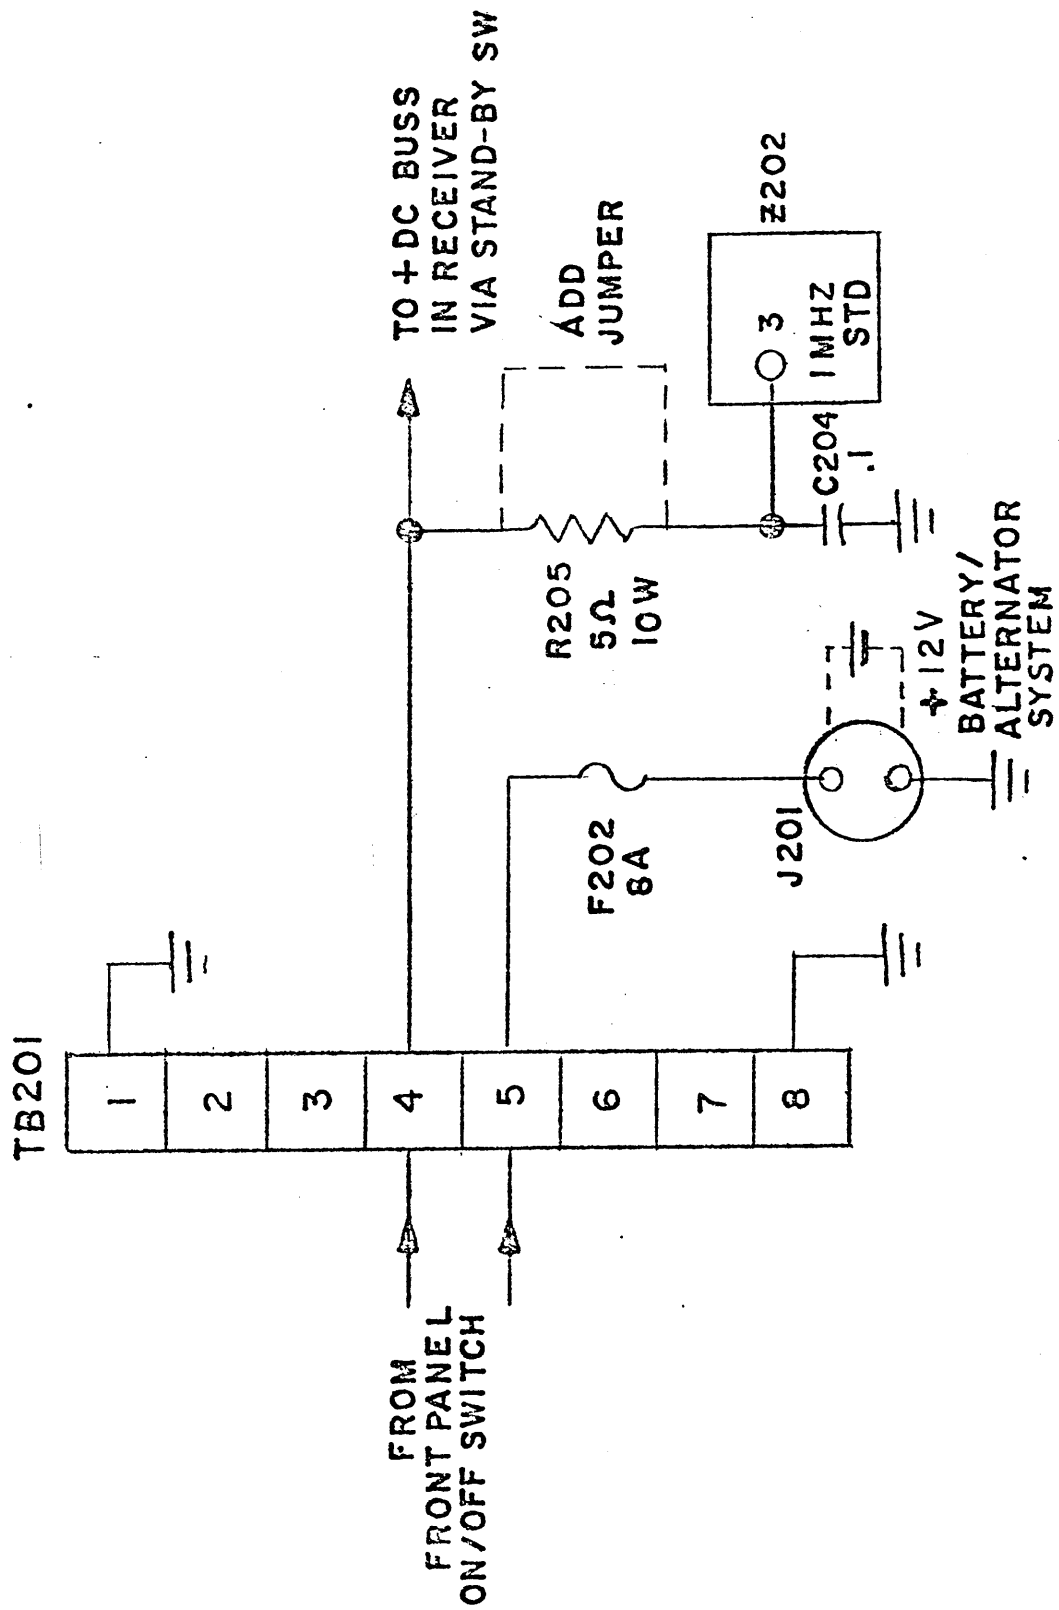 TB201
1
2
3
4
5
6
7
8
FROM
FRONT PANEL
ON/OFF SWITCH
TO + DC BUSS
IN RECEIVER
VIA STAND-BY SW
ADD
JUMPER
R205
5Ω
10W
F202
8A
J201
+12V
BATTERY/
ALTERNATOR
SYSTEM
C204
.1
3
1MHZ
STD
Z202